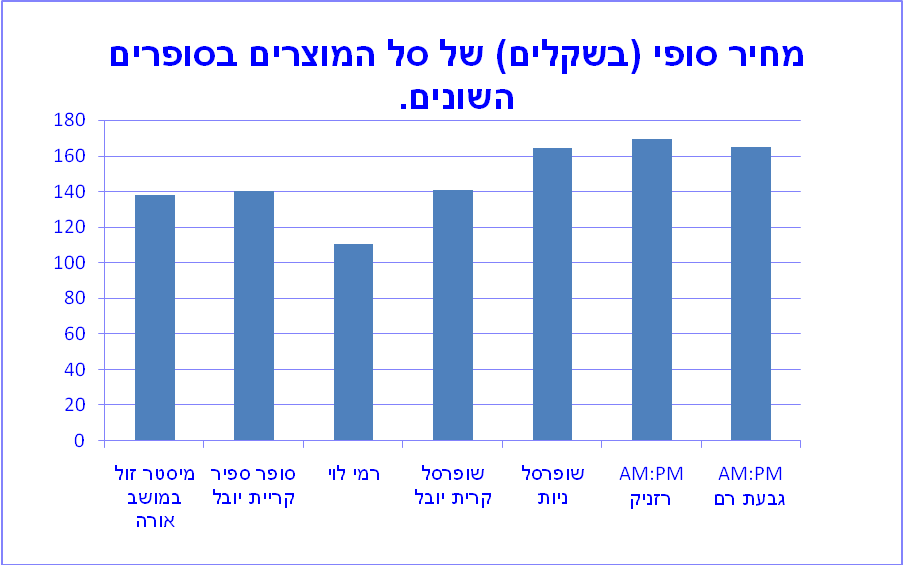 מחיר סופי (בשקלים) של סל המוצרים בסופרים
השונים.
180
160
140
120
100
80
60
40
20
0
מיסטר זול
במושב
אורה
סופר ספיר
קריית יובל
רמי לוי
שופרסל
קרית יובל
שופרסל
ניות
AM:PM
רזניק
AM:PM
גבעת רם